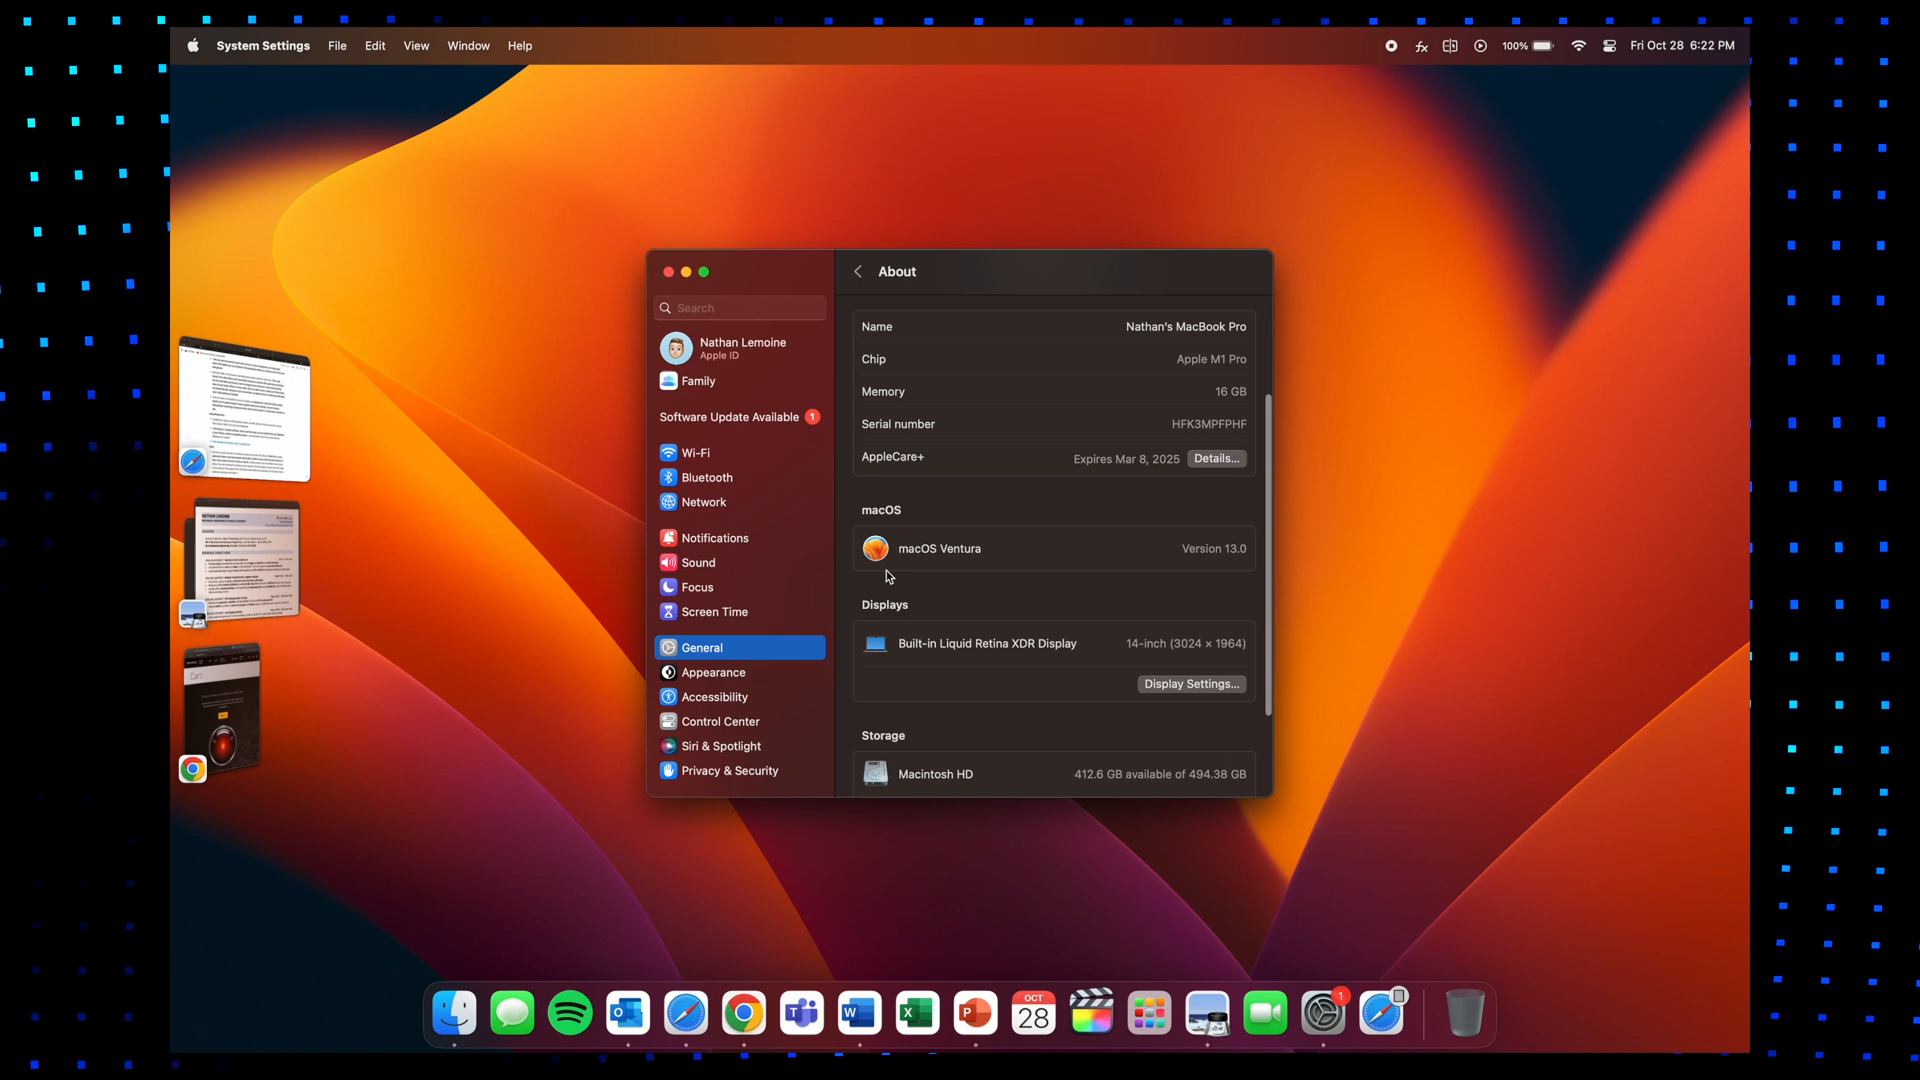 System Settings File Edit View Window Help
100% Fri Oct 28 6:22 PM
About
Search
Nathan Lemoine
Apple ID
Family
Software Update Available 1
Wi-Fi
Bluetooth
Network
Notifications
Sound
Focus
Screen Time
General
Appearance
Accessibility
Control Center
Siri & Spotlight
Privacy & Security
Name Nathan's MacBook Pro
Chip Apple M1 Pro
Memory 16 GB
Serial number HFK3MPFPHF
AppleCare+ Expires Mar 8, 2025 Details...
macOS
macOS Ventura Version 13.0
Displays
Built-in Liquid Retina XDR Display 14-inch (3024 × 1964)
Display Settings...
Storage
Macintosh HD 412.6 GB available of 494.38 GB
NATHAN LEMOINE
Cart
OCT
28
1